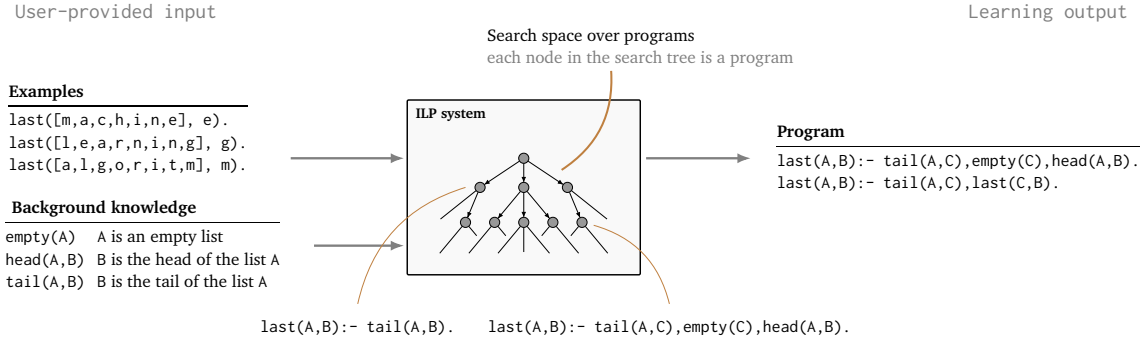 User-provided input
Learning output
Search space over programs
each node in the search tree is a program
Examples
last([m,a,c,h,i,n,e], e).
last([l,e,a,r,n,i,n,g], g).
last([a,l,g,o,r,i,t,m], m).
ILP system
Program
last(A,B):- tail(A,C),empty(C),head(A,B).
last(A,B):- tail(A,C),last(C,B).
Background knowledge
empty(A) A is an empty list
head(A,B) B is the head of the list A
tail(A,B) B is the tail of the list A
last(A,B):- tail(A,B).
last(A,B):- tail(A,C),empty(C),head(A,B).